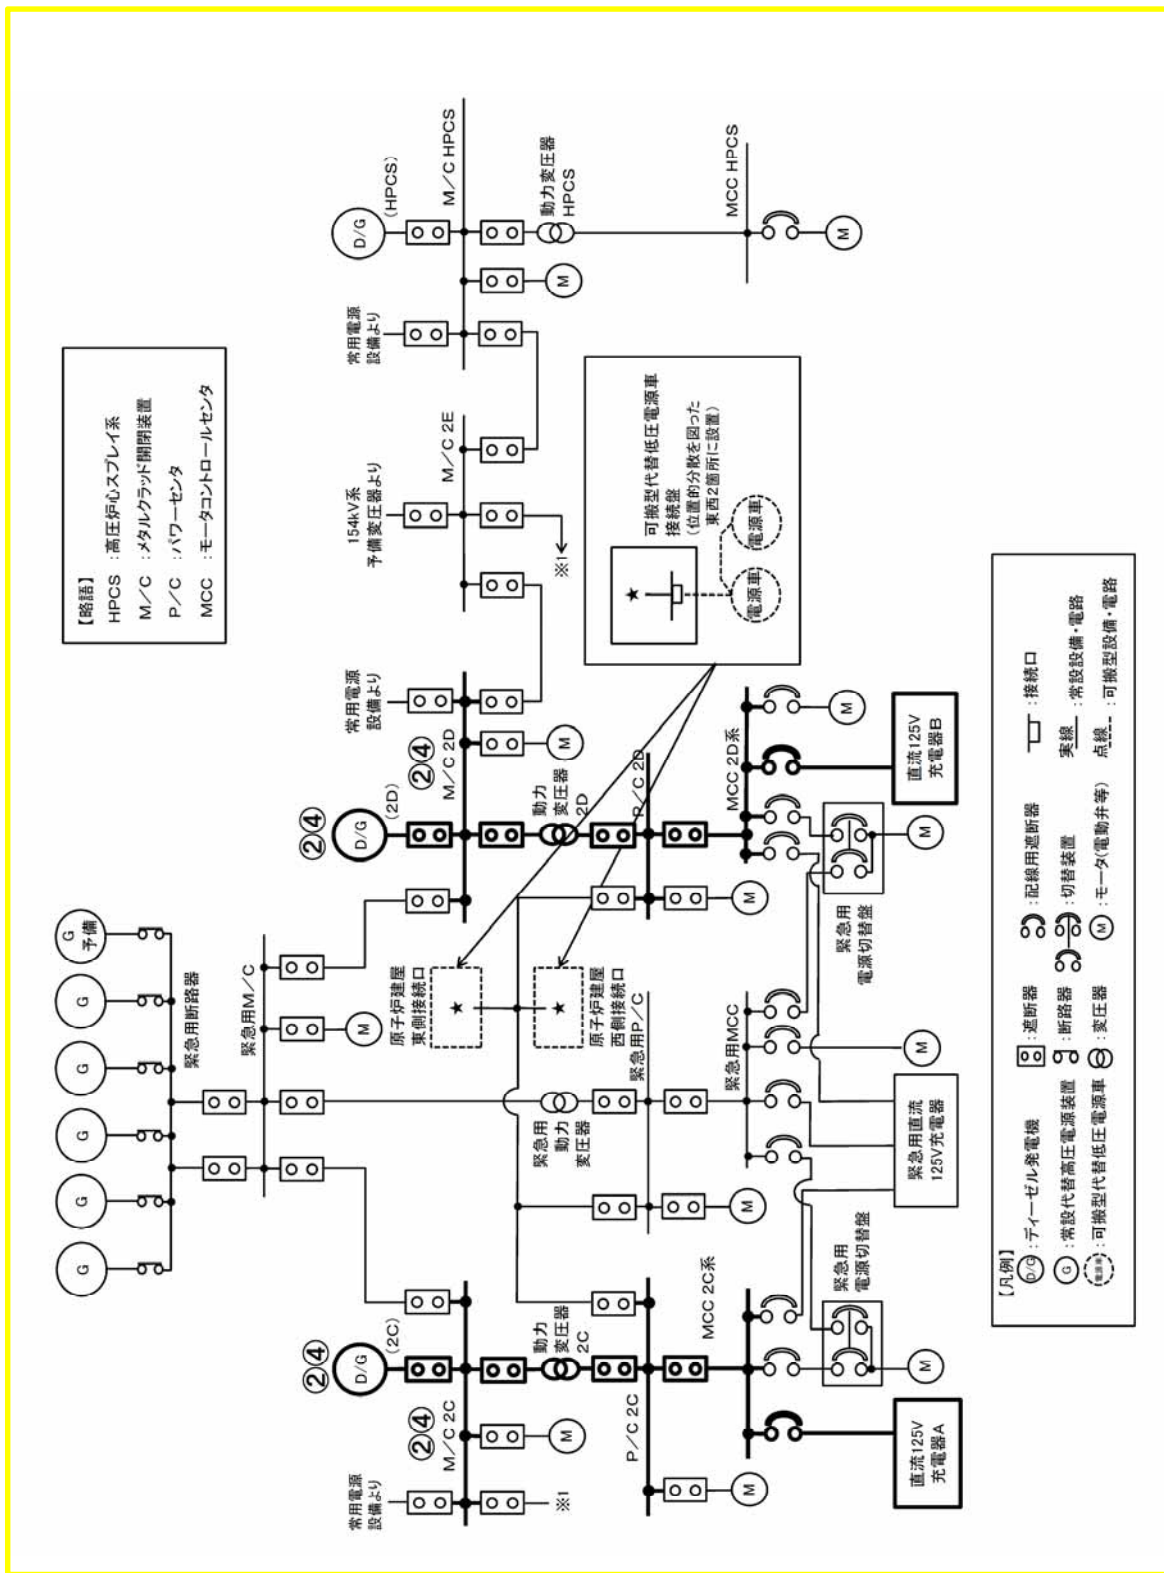 【略語】
HPCS :高圧炉心スプレイ系
M/C :メタルクラッド開閉装置
P/C :パワーセンタ
MCC :モータコントロールセンタ
G
G
G
G
G
G
予備
緊急用断路器
緊急用M/C
M
②④
D/G
(2C)
②④
M/C 2C
常用電源
設備より
※1
M
動力
変圧器
2C
P/C 2C
M
MCC 2C系
直流125V
充電器A
緊急用
電源切替盤
M
緊急用
動力
変圧器
緊急用P/C
M
緊急用MCC
M
緊急用直流
125V充電器
原子炉建屋
東側接続口
★
原子炉建屋
西側接続口
★
②④
D/G
(2D)
②④
M/C 2D
常用電源
設備より
M
動力
変圧器
2D
P/C 2D
M
MCC 2D系
M
直流125V
充電器B
緊急用
電源切替盤
M
154kV系
予備変圧器より
M/C 2E
※1
常用電源
設備より
D/G
(HPCS)
M/C HPCS
M
動力変圧器
HPCS
MCC HPCS
M
可搬型代替低圧電源車
接続盤
(位置的分散を図った
東西2箇所に設置)
★
電源車
電源車
【凡例】
D/G :ディーゼル発電機
G :常設代替高圧電源装置
電源車 :可搬型代替低圧電源車
:遮断器
:断路器
:変圧器
:配線用遮断器
:切替装置
M :モータ(電動弁等)
:接続口
実線 :常設設備・電路
点線 :可搬型設備・電路